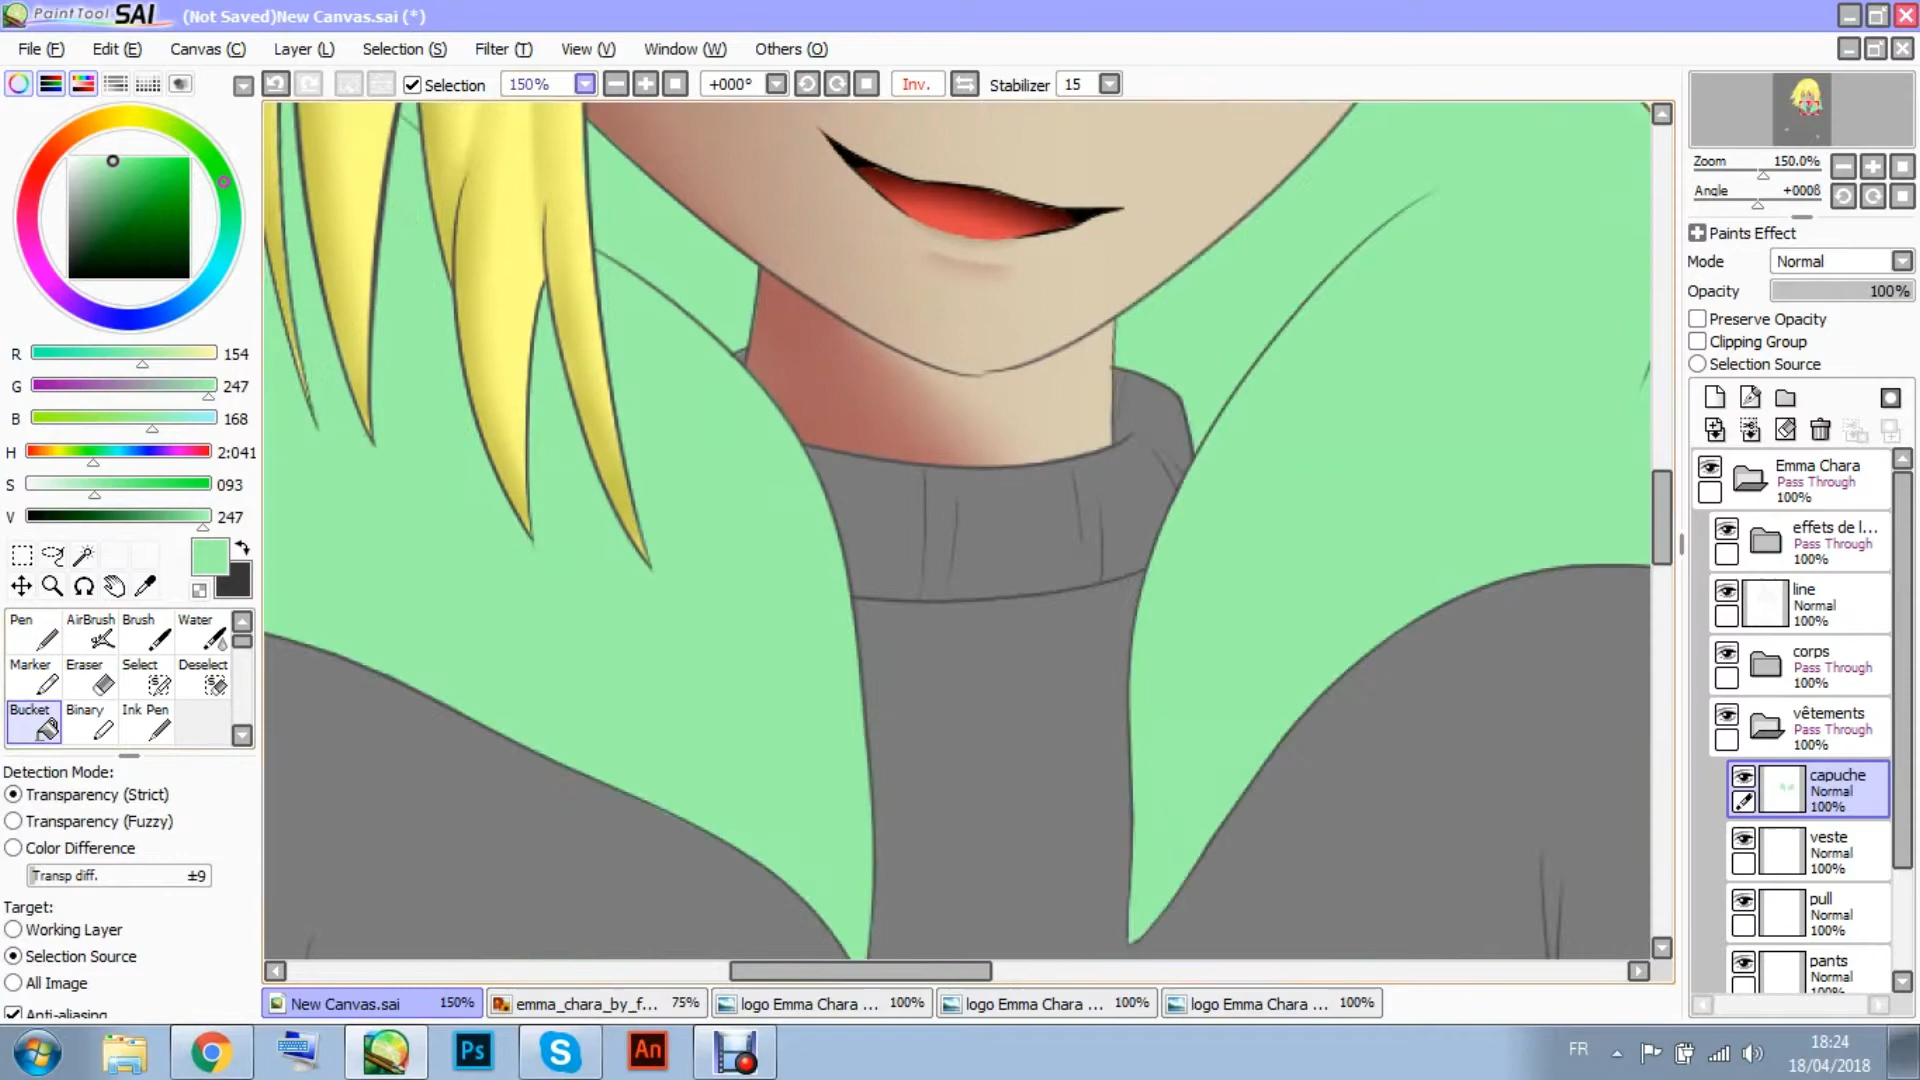 PaintTool SAI (Not Saved)New Canvas.sai (*)
File (F) Edit (E) Canvas (C) Layer (L) Selection (S) Filter (T) View (V) Window (W) Others (O)
Selection 150% +000° Inv. Stabilizer 15
Zoom 150.0%
Angle +0008
Paints Effect
Mode Normal
Opacity 100%
Preserve Opacity
Clipping Group
Selection Source
R 154
G 247
B 168
H 2:041
S 093
V 247
Pen AirBrush Brush Water
Marker Eraser Select Deselect
Bucket Binary Ink Pen
Detection Mode:
Transparency (Strict)
Transparency (Fuzzy)
Color Difference
Transp diff. ±9
Target:
Working Layer
Selection Source
All Image
Anti-aliasing
Emma Chara
Pass Through
100%
effets de l...
Pass Through
100%
line
Normal
100%
corps
Pass Through
100%
vêtements
Pass Through
100%
capuche
Normal
100%
veste
Normal
100%
pull
Normal
100%
pants
Normal
100%
New Canvas.sai 150% emma_chara_by_f... 75% logo Emma Chara ... 100% logo Emma Chara ... 100% logo Emma Chara ... 100%
Ps S An FR 18:24
18/04/2018